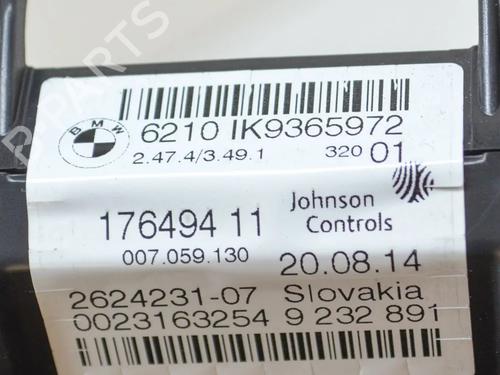 BMW
6210 IK9365972
2.47.4/3.49.1 320 01
176494 11 Johnson Controls
007.059.130 20.08.14
2624231-07 Slovakia
0023163254 9 232 891
B-PARTS